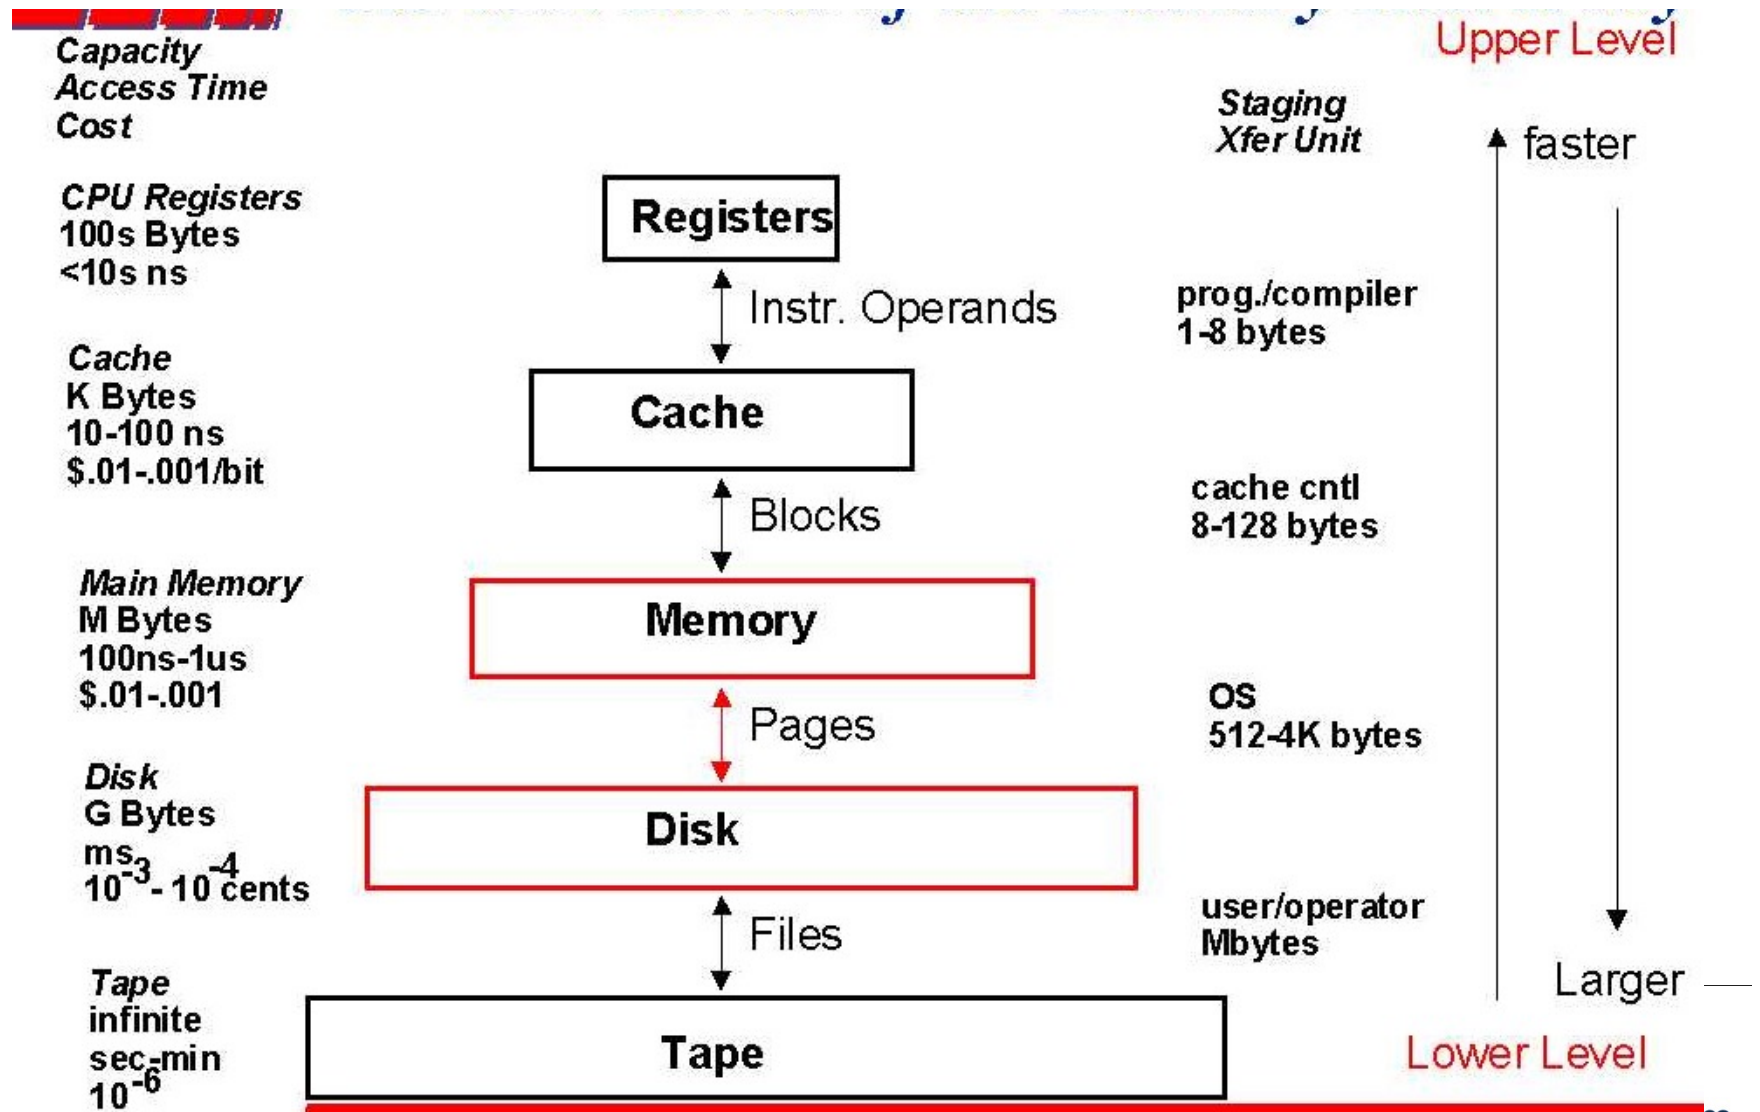 Upper Level
Capacity
Access Time
Cost
Staging
Xfer Unit
faster
CPU Registers
100s Bytes
<10s ns
Registers
Instr. Operands
prog./compiler
1-8 bytes
Cache
K Bytes
10-100 ns
$.01-.001/bit
Cache
Blocks
cache cntl
8-128 bytes
Main Memory
M Bytes
100ns-1us
$.01-.001
Memory
Pages
OS
512-4K bytes
Disk
G Bytes
ms
10^-3 - 10^-4 cents
Disk
Files
user/operator
Mbytes
Larger
Tape
infinite
sec-min
10^-6
Tape
Lower Level